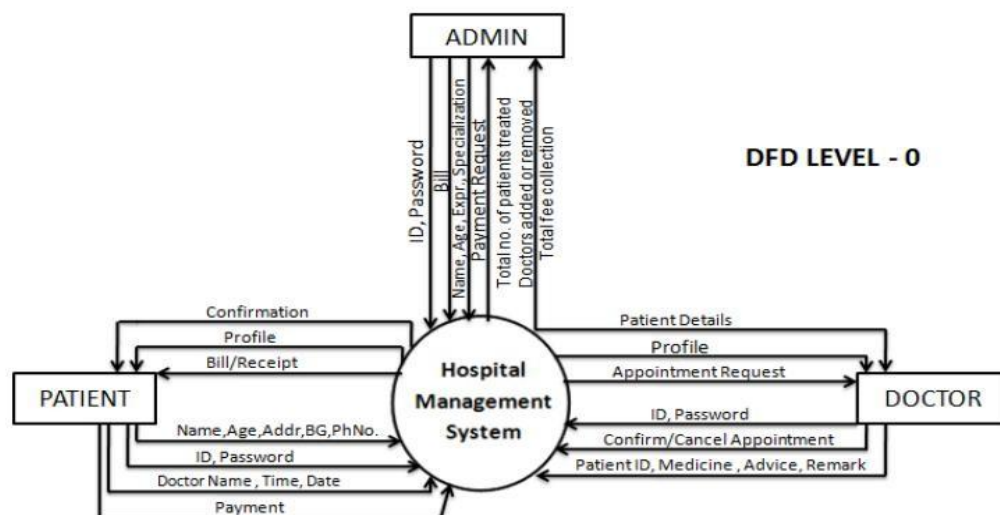 ADMIN
DFD LEVEL - 0
ID, Password
Bill
Name, Age, Expr., Specialization
Payment Request
Total no. of patients treated
Doctors added or removed
Total fee collection
Confirmation
Profile
Bill/Receipt
PATIENT
Name,Age,Addr,BG,PhNo.
ID, Password
Doctor Name , Time, Date
Payment
Hospital
Management
System
Patient Details
Profile
Appointment Request
DOCTOR
ID, Password
Confirm/Cancel Appointment
Patient ID, Medicine , Advice, Remark